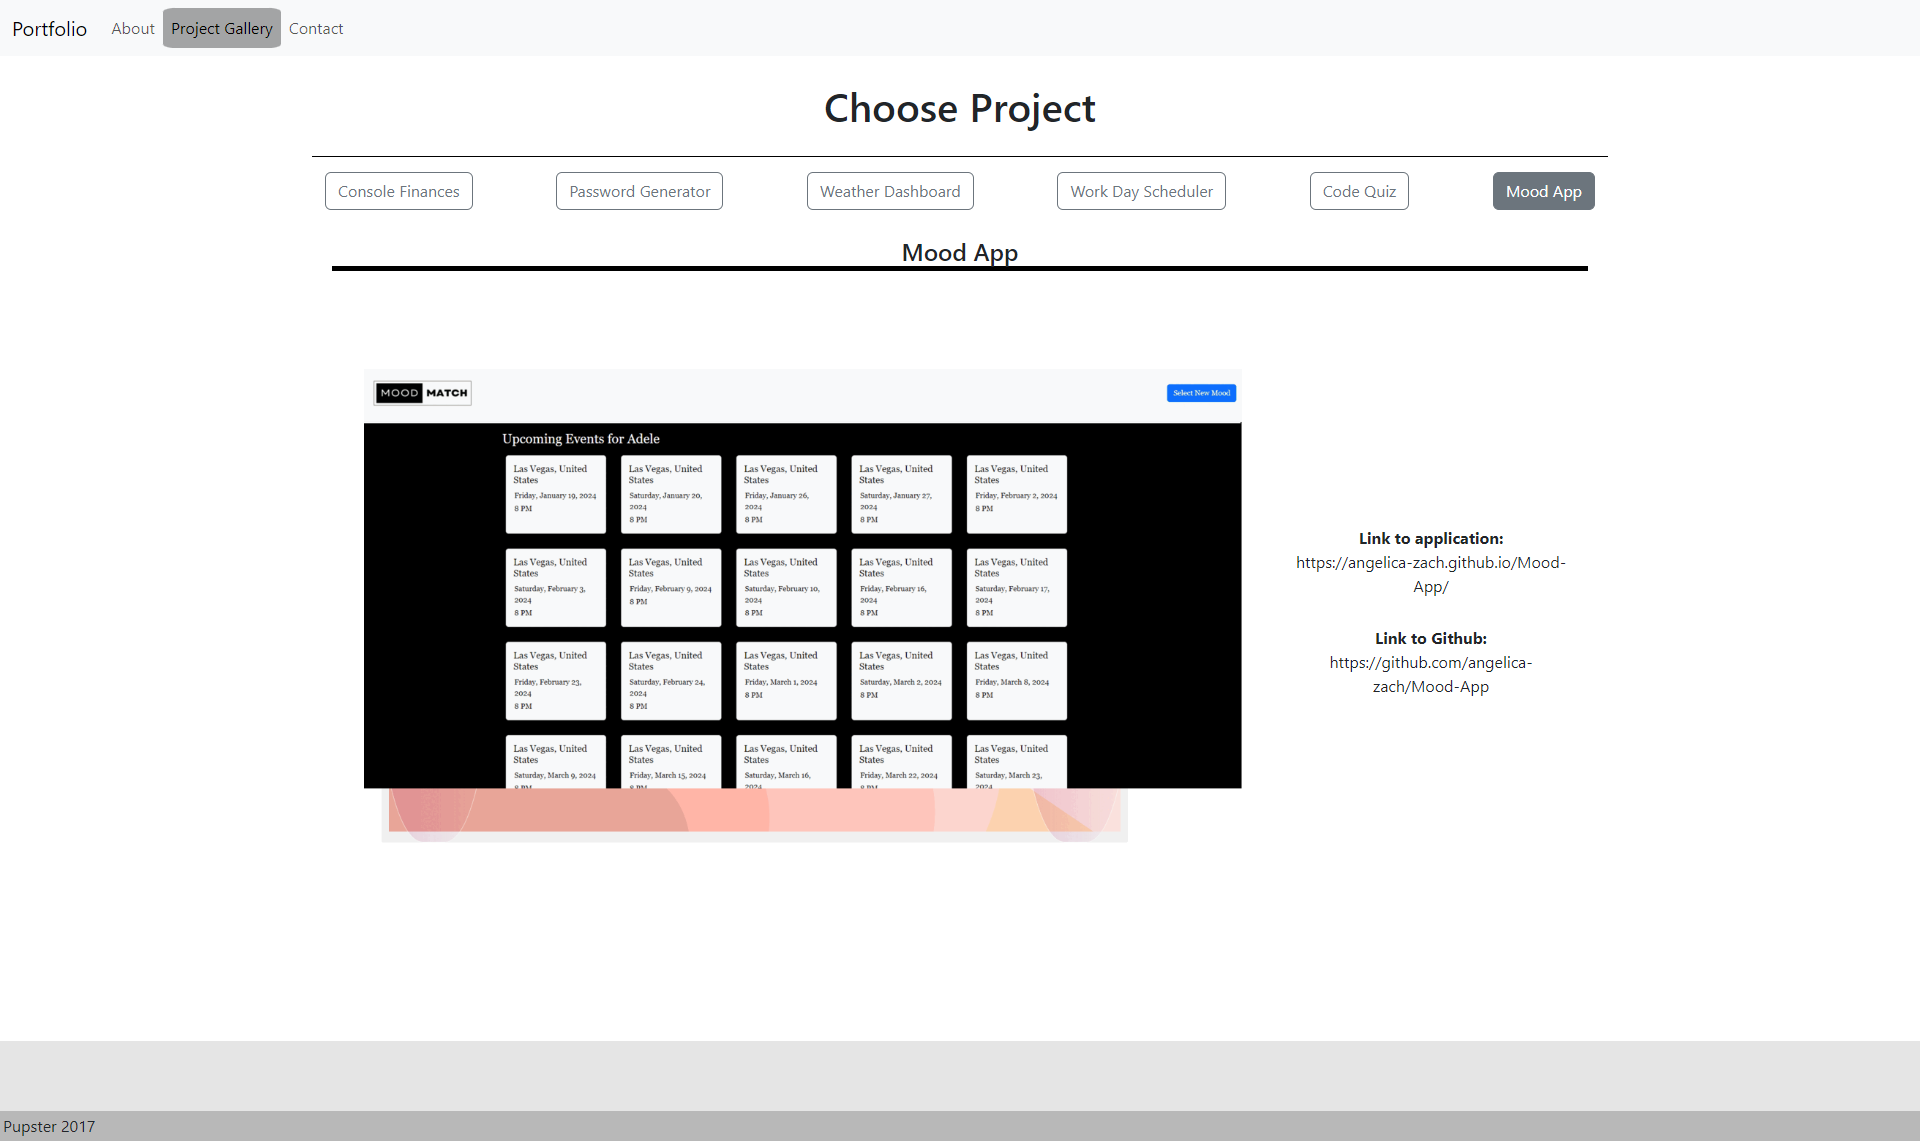 Portfolio About Project Gallery Contact
Choose Project
Console Finances Password Generator Weather Dashboard Work Day Scheduler Code Quiz Mood App
Mood App
MOOD MATCH Select New Mood
Upcoming Events for Adele
Las Vegas, United States
Friday, January 19, 2024
8 PM
Las Vegas, United States
Saturday, January 20, 2024
8 PM
Las Vegas, United States
Friday, January 26, 2024
8 PM
Las Vegas, United States
Saturday, January 27, 2024
8 PM
Las Vegas, United States
Friday, February 2, 2024
8 PM
Las Vegas, United States
Saturday, February 3, 2024
8 PM
Las Vegas, United States
Friday, February 9, 2024
8 PM
Las Vegas, United States
Saturday, February 10, 2024
8 PM
Las Vegas, United States
Friday, February 16, 2024
8 PM
Las Vegas, United States
Saturday, February 17, 2024
8 PM
Las Vegas, United States
Friday, February 23, 2024
8 PM
Las Vegas, United States
Saturday, February 24, 2024
8 PM
Las Vegas, United States
Friday, March 1, 2024
8 PM
Las Vegas, United States
Saturday, March 2, 2024
8 PM
Las Vegas, United States
Friday, March 8, 2024
8 PM
Las Vegas, United States
Saturday, March 9, 2024
8 PM
Las Vegas, United States
Friday, March 15, 2024
8 PM
Las Vegas, United States
Saturday, March 16, 2024
Las Vegas, United States
Friday, March 22, 2024
8 PM
Las Vegas, United States
Saturday, March 23, 2024
Link to application:
https://angelica-zach.github.io/Mood-
App/
Link to Github:
https://github.com/angelica-
zach/Mood-App
Pupster 2017